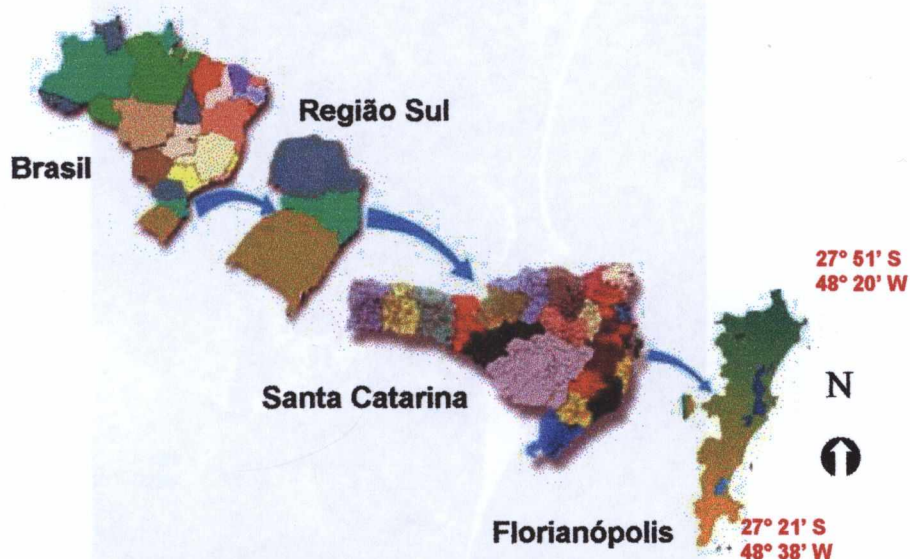 Região Sul
Brasil
27° 51' S
48° 20' W
Santa Catarina
N
Florianópolis
27° 21' S
48° 38' W